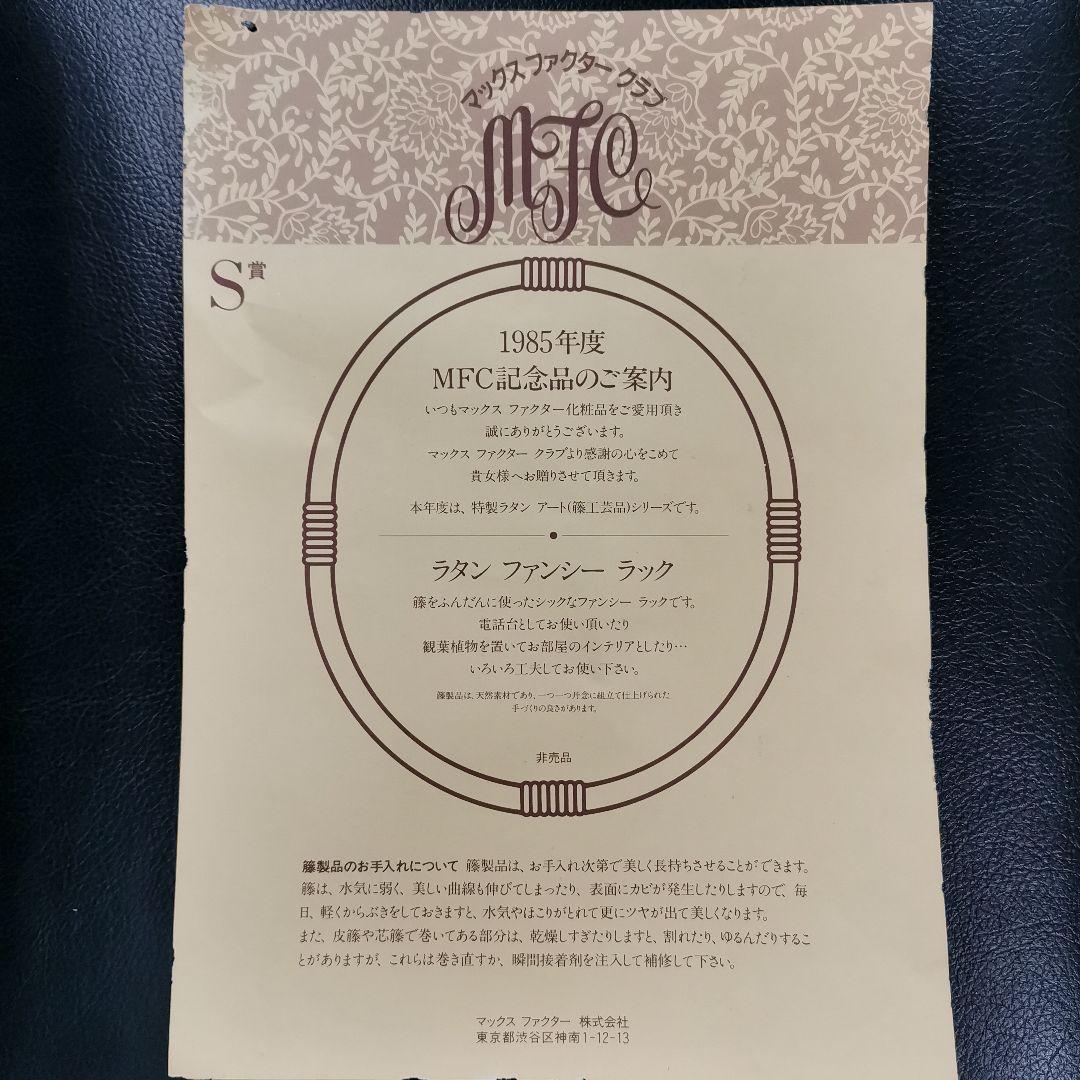 マックス ファクター クラブ
MFC
S賞
1985年度
MFC記念品のご案内
いつもマックス ファクター化粧品をご愛用頂き
誠にありがとうございます。
マックス ファクター クラブより感謝の心をこめて
貴女様へお贈りさせて頂きます。
本年度は、特製ラタン アート(籐工芸品)シリーズです。
ラタン ファンシー ラック
籐をふんだんに使ったシックなファンシー ラックです。
電話台としてお使い頂いたり
観葉植物を置いてお部屋のインテリアとしたり…
いろいろ工夫してお使い下さい。
籐製品は、天然素材であり、一つ一つ丹念に組立て仕上げられた
手づくりの良さがあります。
非売品
籐製品のお手入れについて 籐製品は、お手入れ次第で美しく長持ちさせることができます。
籐は、水気に弱く、美しい曲線も伸びてしまったり、表面にカビが発生したりしますので、毎
日、軽くからぶきをしておきますと、水気やほこりがとれて更にツヤが出て美しくなります。
また、皮籐や芯籐で巻いてある部分は、乾燥しすぎたりしますと、割れたり、ゆるんだりするこ
とがありますが、これらは巻き直すか、瞬間接着剤を注入して補修して下さい。
マックス ファクター 株式会社
東京都渋谷区神南1-12-13